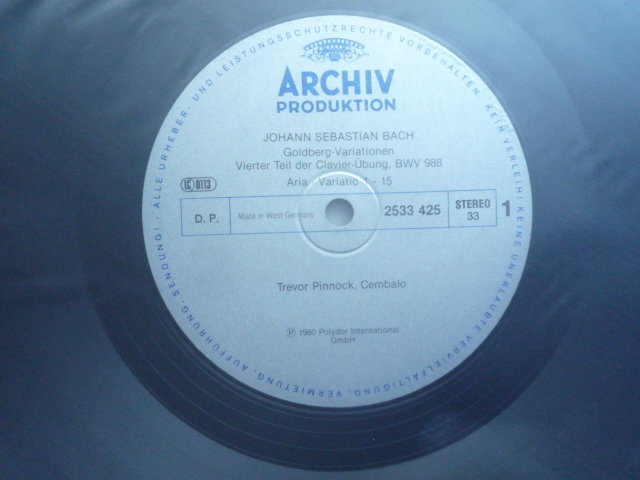 ALLE URHEBER- UND LEISTUNGSSCHUTZRECHTE VORBEHALTEN · KEIN VERLEIH! KEINE UNERLAUBTE VERVIELFÄLTIGUNG, VERMIETUNG, AUFFÜHRUNG, SENDUNG! ·
ARCHIV
PRODUKTION
JOHANN SEBASTIAN BACH
Goldberg-Variationen
Vierter Teil der Clavier-Übung, BWV 988
Aria - Variatio 1 - 15
D. P.
Made in West Germany
2533 425
STEREO
33
1
Trevor Pinnock, Cembalo
℗ 1980 Polydor International
GmbH